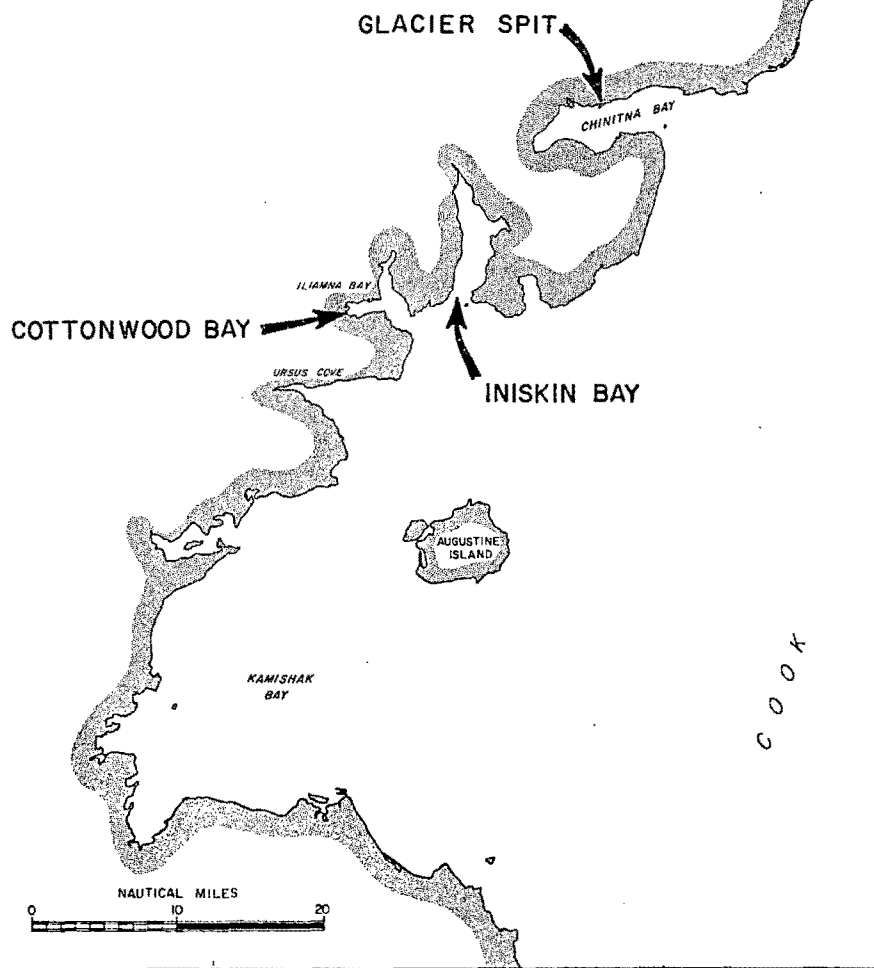 GLACIER SPIT
CHINITNA BAY
ILIAMNA BAY
COTTONWOOD BAY
URSUS COVE
INISKIN BAY
AUGUSTINE
ISLAND
KAMISHAK
BAY
COOK
NAUTICAL MILES
0 10 20